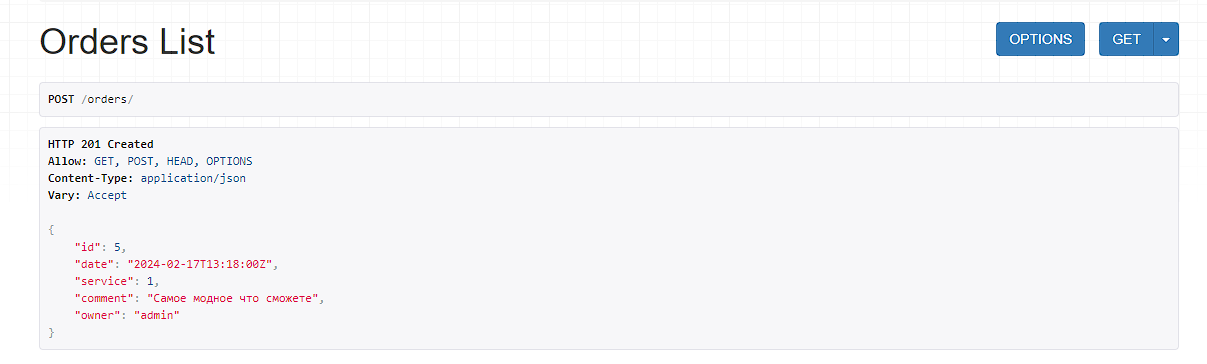 Orders List
OPTIONS
GET
POST /orders/
HTTP 201 Created
Allow: GET, POST, HEAD, OPTIONS
Content-Type: application/json
Vary: Accept
{
"id": 5,
"date": "2024-02-17T13:18:00Z",
"service": 1,
"comment": "Самое модное что сможете",
"owner": "admin"
}